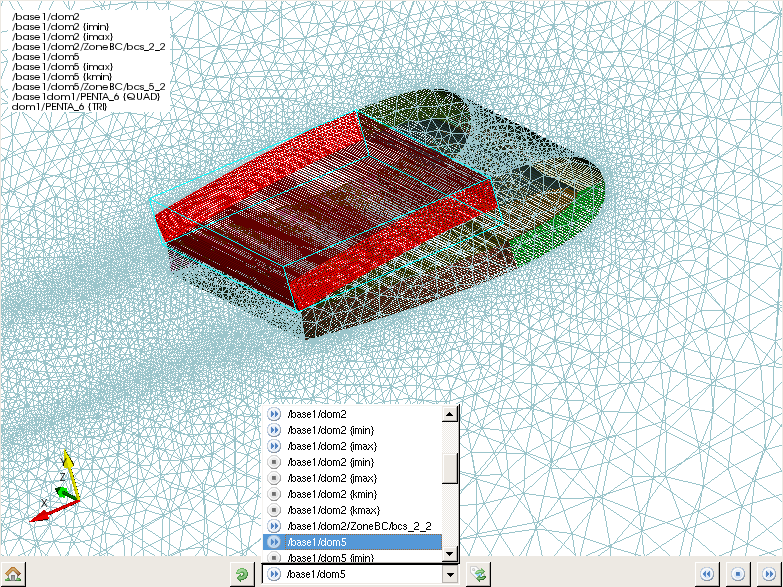 /base1/dom2
/base1/dom2 {imin}
/base1/dom2 {imax}
/base1/dom2/ZoneBC/bcs_2_2
/base1/dom5
/base1/dom5 {imax}
/base1/dom5 {kmin}
/base1/dom5/ZoneBC/bcs_5_2
/base1dom1/PENTA_6 {QUAD}
dom1/PENTA_6 {TRI}
Y
Z
X
/base1/dom2
/base1/dom2 {imin}
/base1/dom2 {imax}
/base1/dom2 {jmin}
/base1/dom2 {jmax}
/base1/dom2 {kmin}
/base1/dom2 {kmax}
/base1/dom2/ZoneBC/bcs_2_2
/base1/dom5
/base1/dom5 {imin}
/base1/dom5